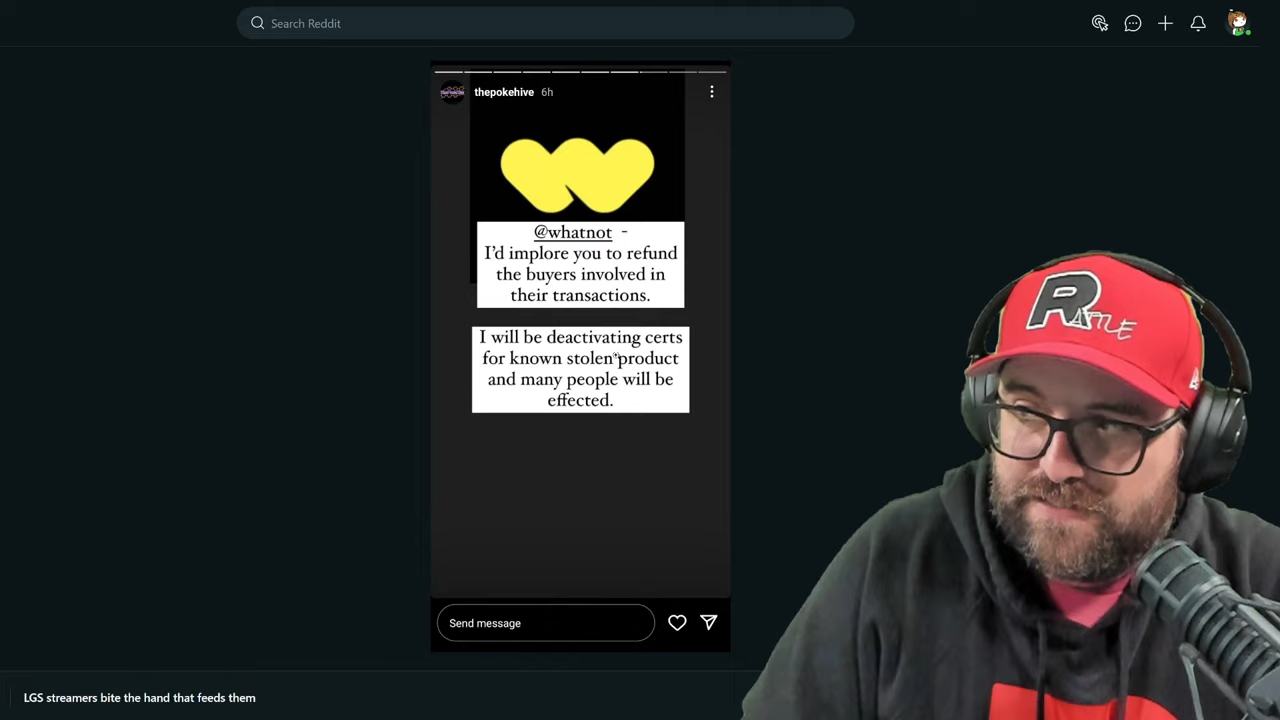 Search Reddit
thepokehive 6h
@whatnot -
I'd implore you to refund
the buyers involved in
their transactions.
I will be deactivating certs
for known stolen product
and many people will be
effected.
Send message
R
ATTLE
LGS streamers bite the hand that feeds them